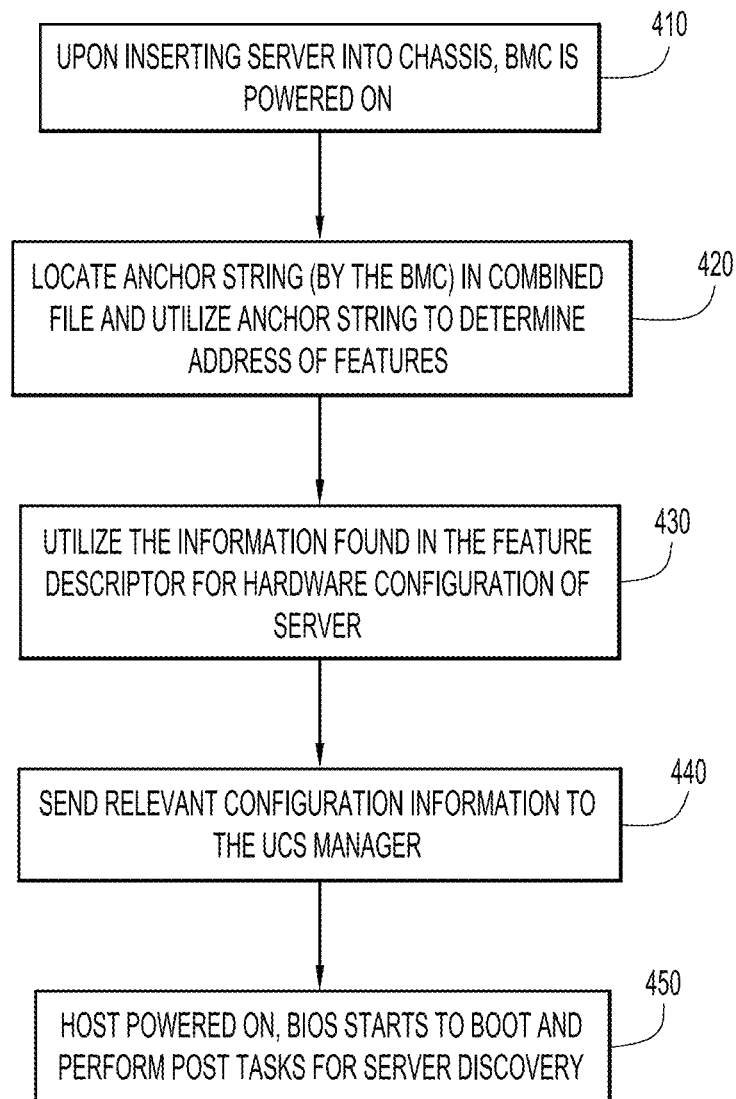 410
UPON INSERTING SERVER INTO CHASSIS, BMC IS
POWERED ON
420
LOCATE ANCHOR STRING (BY THE BMC) IN COMBINED
FILE AND UTILIZE ANCHOR STRING TO DETERMINE
ADDRESS OF FEATURES
430
UTILIZE THE INFORMATION FOUND IN THE FEATURE
DESCRIPTOR FOR HARDWARE CONFIGURATION OF
SERVER
440
SEND RELEVANT CONFIGURATION INFORMATION TO
THE UCS MANAGER
450
HOST POWERED ON, BIOS STARTS TO BOOT AND
PERFORM POST TASKS FOR SERVER DISCOVERY